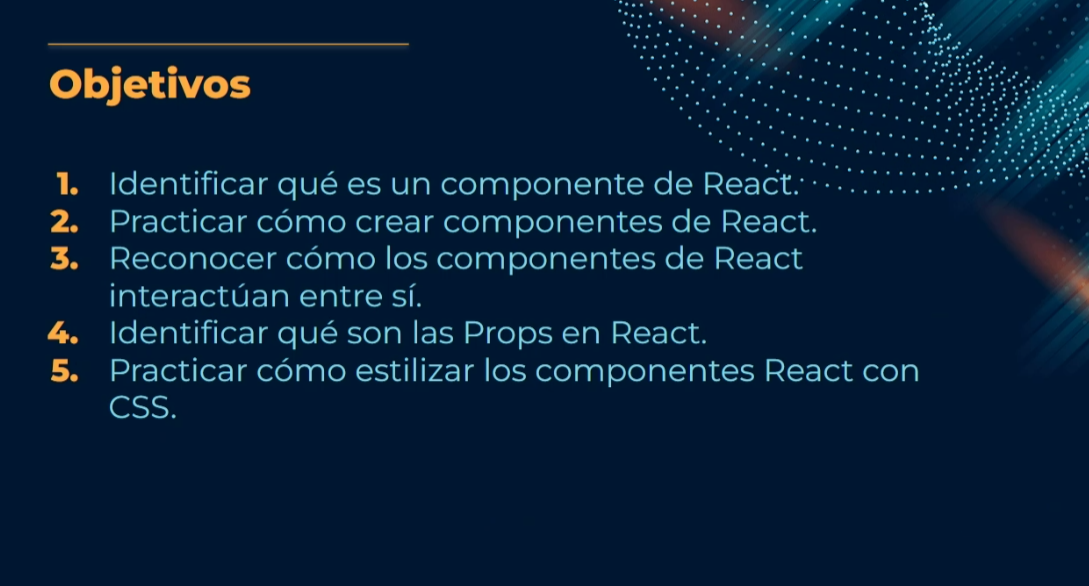 Objetivos
1. Identificar qué es un componente de React.
2. Practicar cómo crear componentes de React.
3. Reconocer cómo los componentes de React
interactúan entre sí.
4. Identificar qué son las Props en React.
5. Practicar cómo estilizar los componentes React con
CSS.